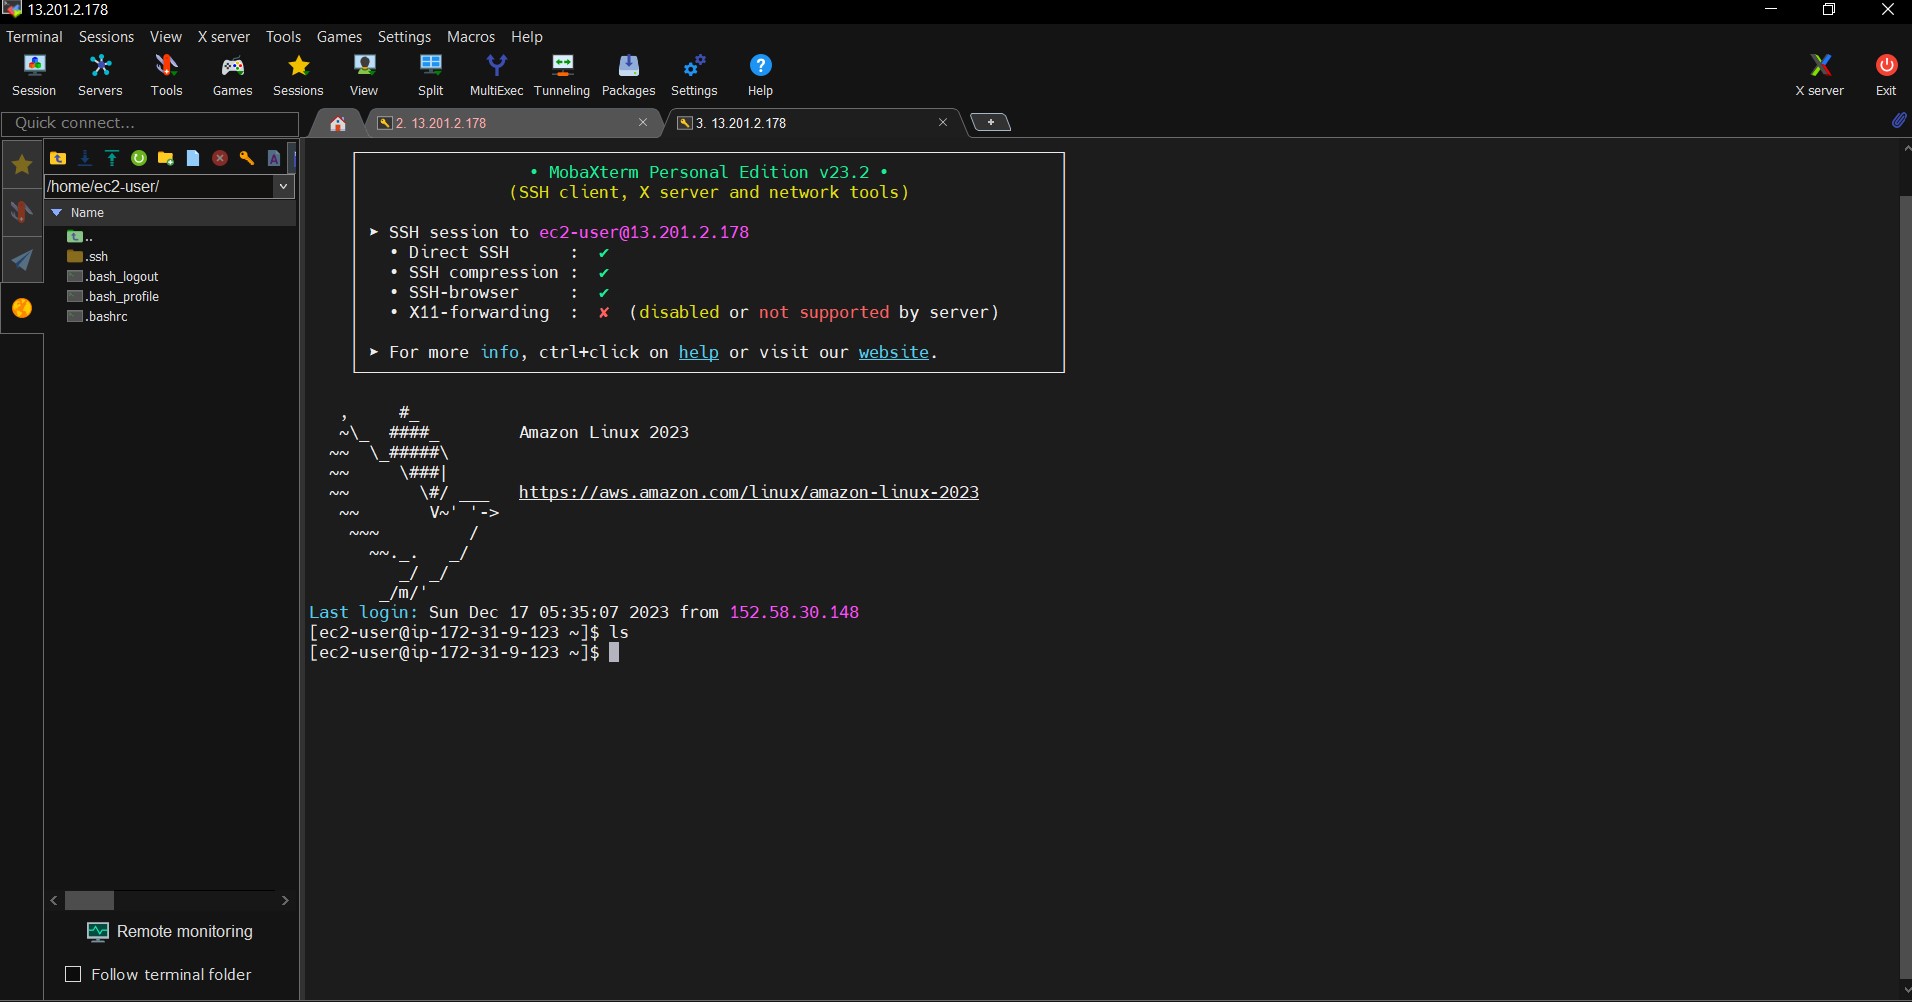 13.201.2.178
Terminal Sessions View X server Tools Games Settings Macros Help
Session Servers Tools Games Sessions View Split MultiExec Tunneling Packages Settings Help X server Exit
Quick connect...
2. 13.201.2.178
3. 13.201.2.178
/home/ec2-user/
Name
..
.ssh
.bash_logout
.bash_profile
.bashrc
Remote monitoring
Follow terminal folder
• MobaXterm Personal Edition v23.2 •
(SSH client, X server and network tools)
➤ SSH session to ec2-user@13.201.2.178
• Direct SSH : ✔
• SSH compression : ✔
• SSH-browser : ✔
• X11-forwarding : ✘ (disabled or not supported by server)
➤ For more info, ctrl+click on help or visit our website.
, #_
~\_ ####_ Amazon Linux 2023
~~ \_#####\
~~ \###|
~~ \#/ ___ https://aws.amazon.com/linux/amazon-linux-2023
~~ V~' '->
~~~ /
~~._. _/
_/ _/
_/m/'
Last login: Sun Dec 17 05:35:07 2023 from 152.58.30.148
[ec2-user@ip-172-31-9-123 ~]$ ls
[ec2-user@ip-172-31-9-123 ~]$